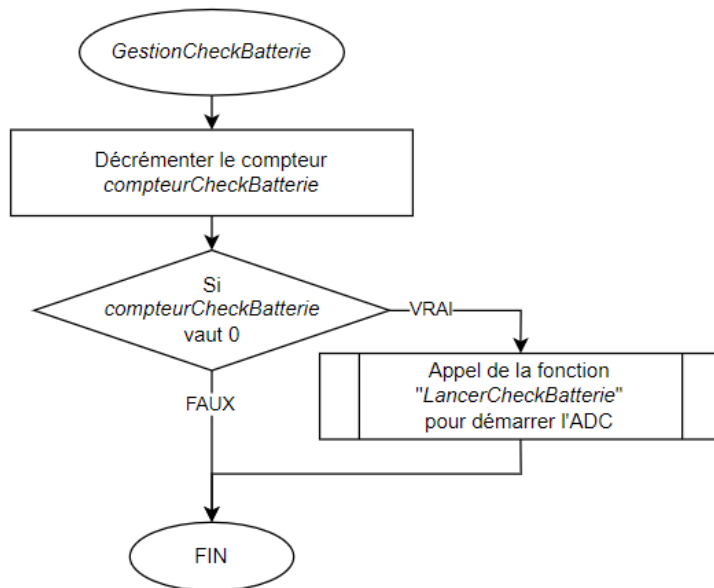 GestionCheckBatterie
Décrémenter le compteur
compteurCheckBatterie
Si
compteurCheckBatterie
vaut 0
VRAI
Appel de la fonction
"LancerCheckBatterie"
pour démarrer l'ADC
FAUX
FIN